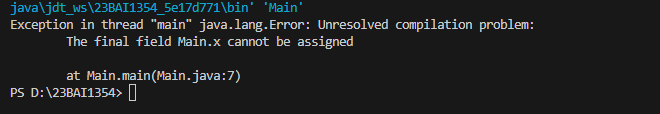 java\jdt_ws\23BAI1354_5e17d771\bin' 'Main'
Exception in thread "main" java.lang.Error: Unresolved compilation problem:
        The final field Main.x cannot be assigned
        at Main.main(Main.java:7)
PS D:\23BAI1354>